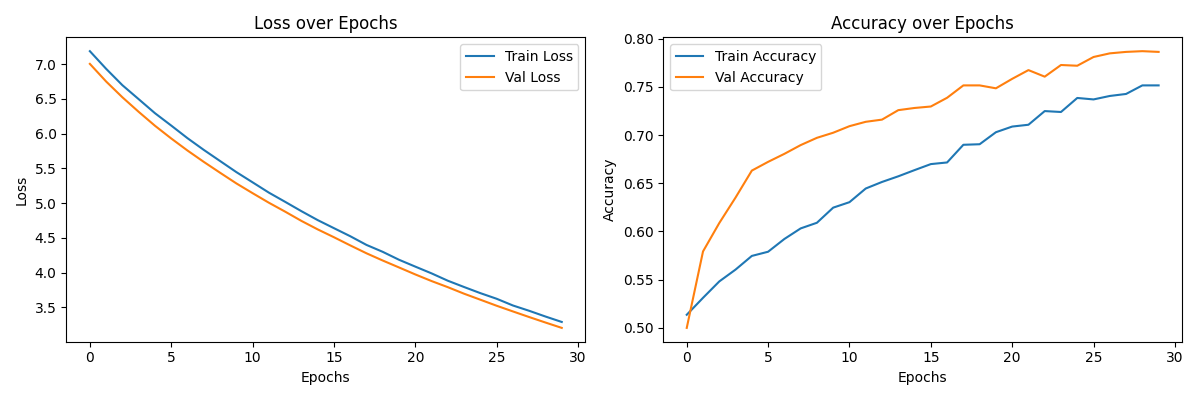 Loss over Epochs
Train Loss
Val Loss
7.0
6.5
6.0
5.5
5.0
4.5
4.0
3.5
Loss
0
5
10
15
20
25
30
Epochs
Accuracy over Epochs
Train Accuracy
Val Accuracy
0.80
0.75
0.70
0.65
0.60
0.55
0.50
Accuracy
0
5
10
15
20
25
30
Epochs